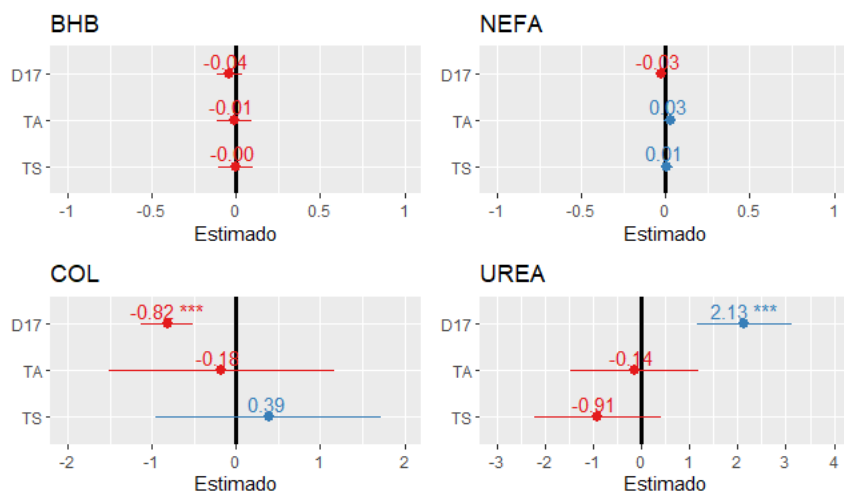 BHB
D17
TA
TS
-0.04
-0.01
-0.00
-1 -0.5 0 0.5 1
Estimado
NEFA
D17
TA
TS
-0.03
0.03
0.01
-1 -0.5 0 0.5 1
Estimado
COL
D17
TA
TS
-0.82 ***
-0.18
0.39
-2 -1 0 1 2
Estimado
UREA
D17
TA
TS
2.13 ***
-0.14
-0.91
-3 -2 -1 0 1 2 3 4
Estimado